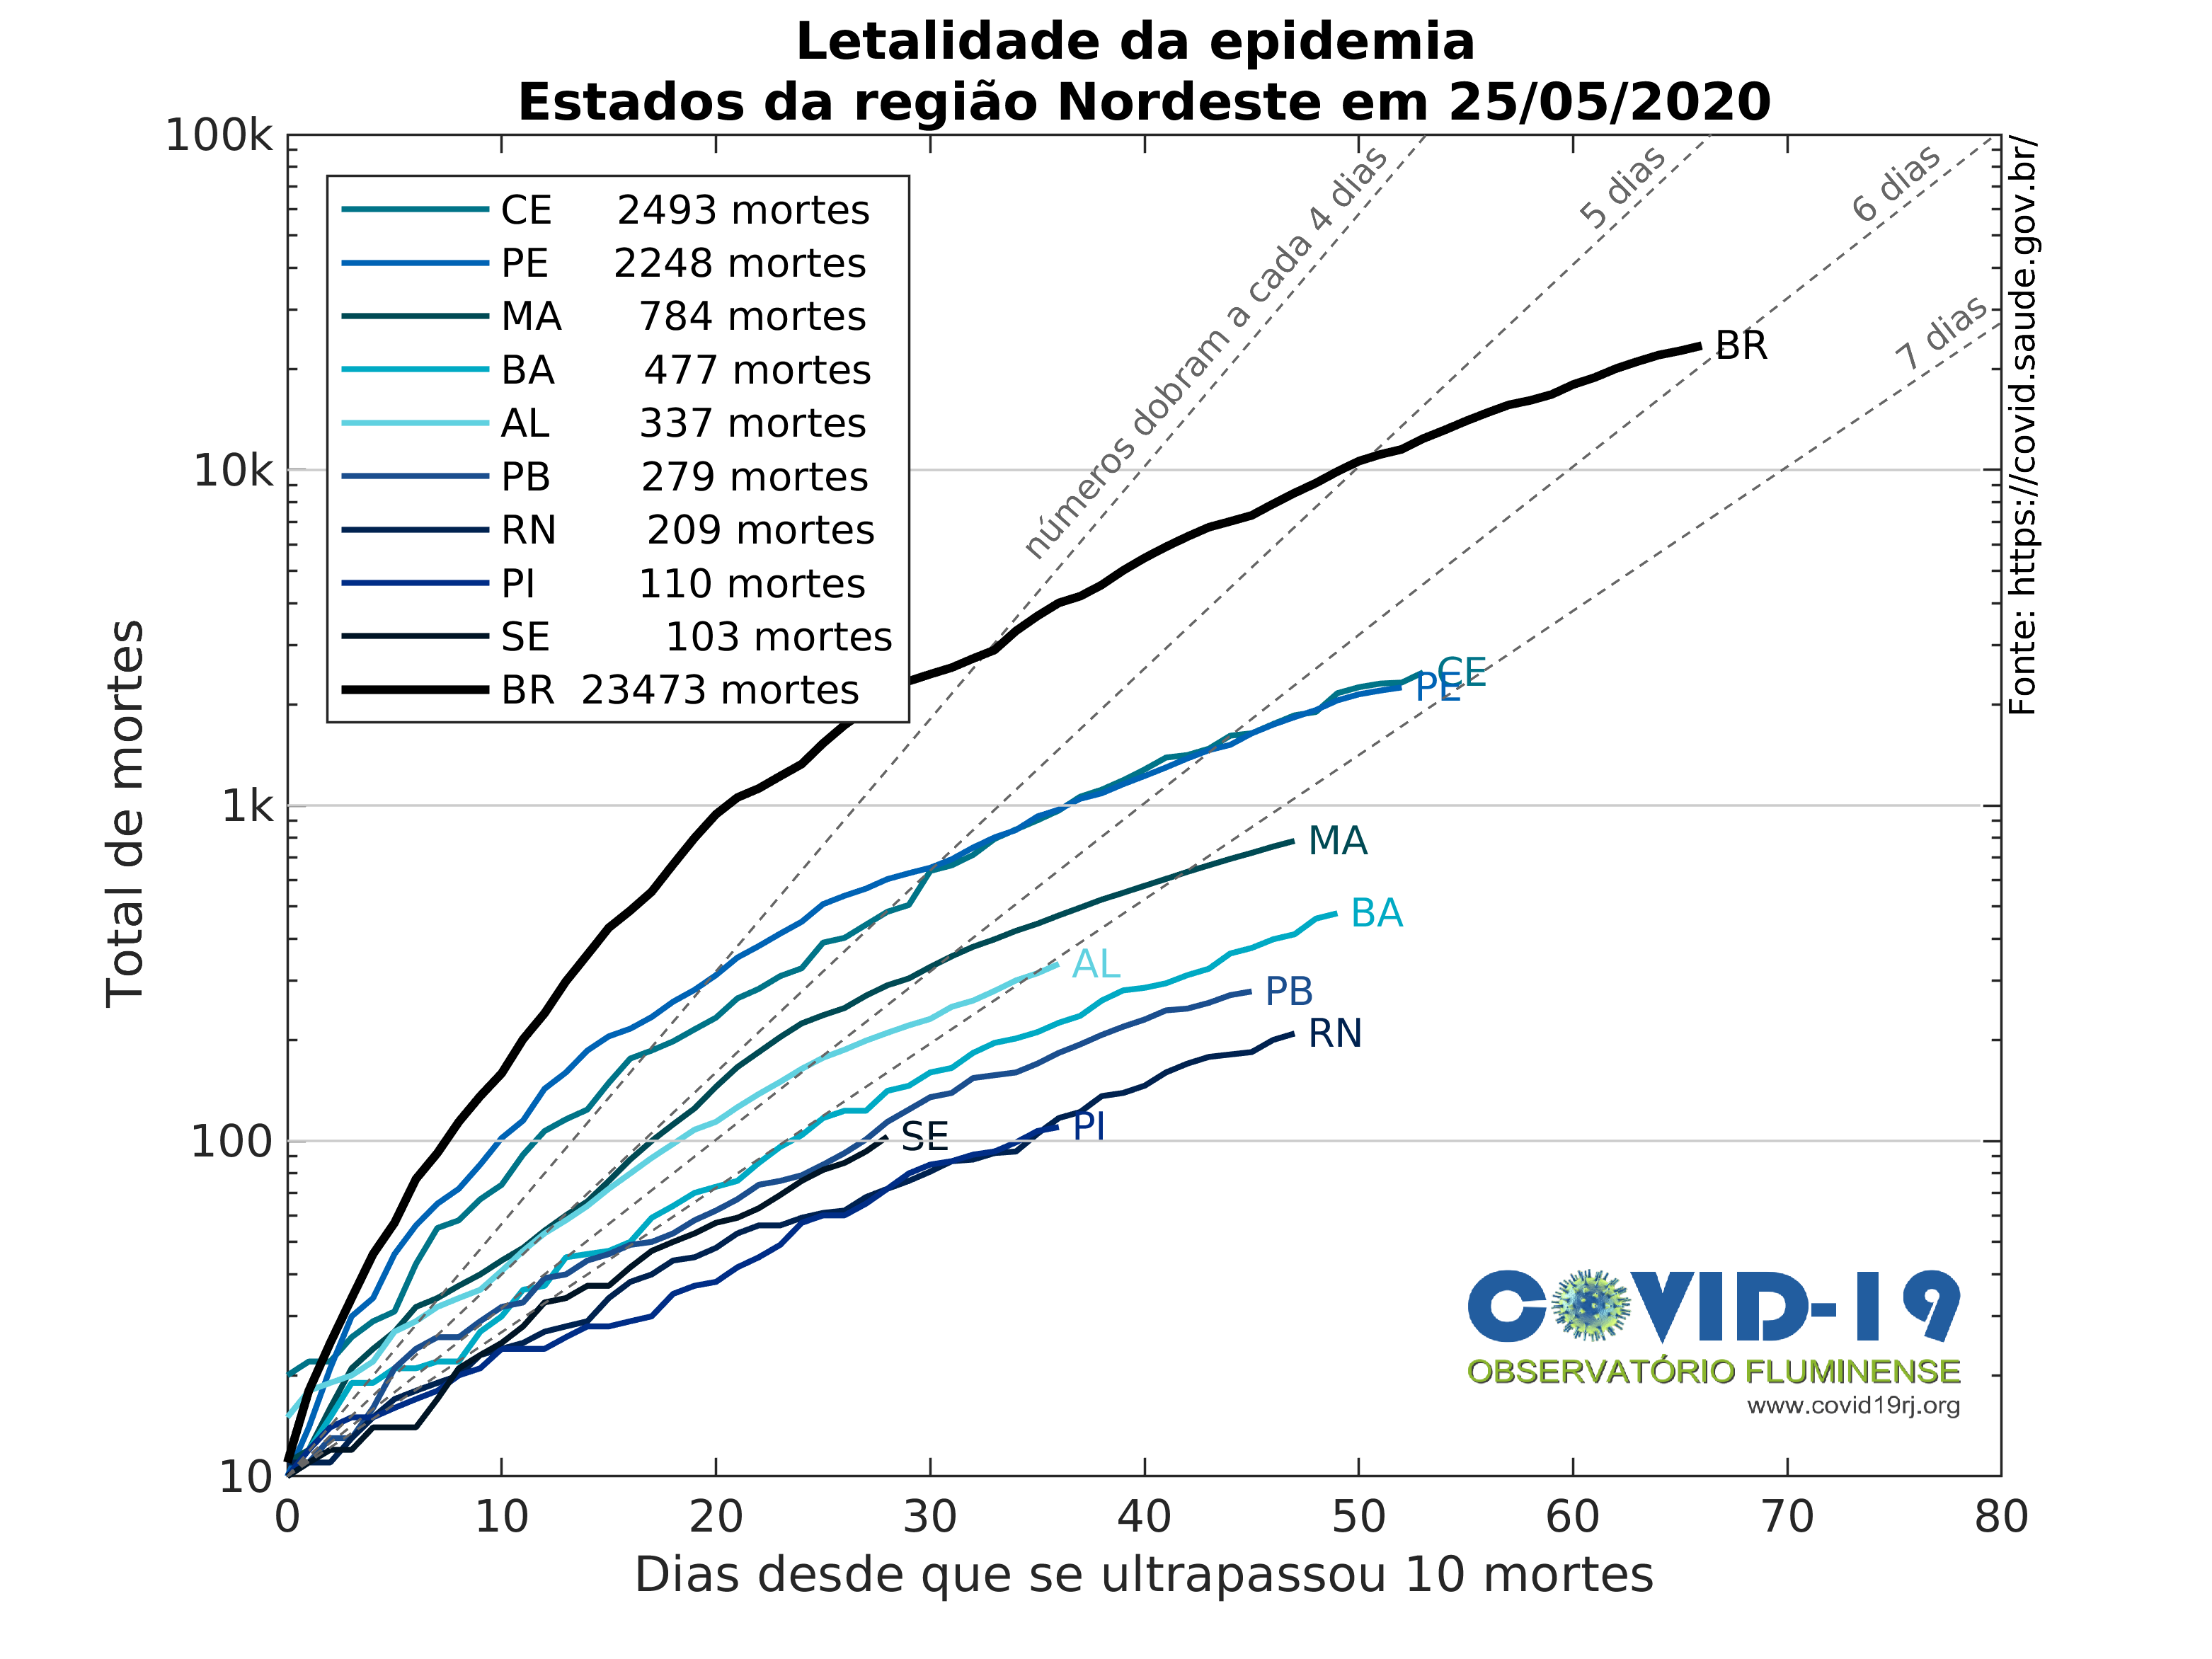 Letalidade da epidemia
Estados da região Nordeste em 25/05/2020
100k
10k
1k
100
10
Total de mortes
CE 2493 mortes
PE 2248 mortes
MA 784 mortes
BA 477 mortes
AL 337 mortes
PB 279 mortes
RN 209 mortes
PI 110 mortes
SE 103 mortes
BR 23473 mortes
números dobram a cada 4 dias
5 dias
6 dias
7 dias
BR
CE
PE
MA
BA
AL
PB
RN
PI
SE
Fonte: https://covid.saude.gov.br/
COVID-19
OBSERVATÓRIO FLUMINENSE
www.covid19rj.org
0 10 20 30 40 50 60 70 80
Dias desde que se ultrapassou 10 mortes